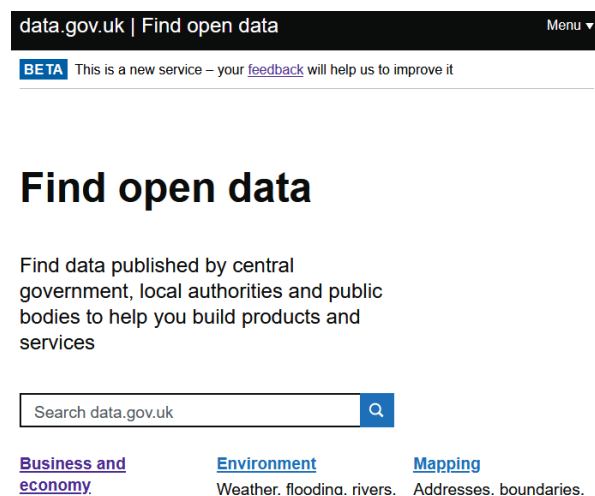 data.gov.uk | Find open data Menu ▾
BETA This is a new service – your feedback will help us to improve it
Find open data
Find data published by central
government, local authorities and public
bodies to help you build products and
services
Search data.gov.uk
Business and
economy
Environment
Weather, flooding, rivers,
Mapping
Addresses, boundaries,